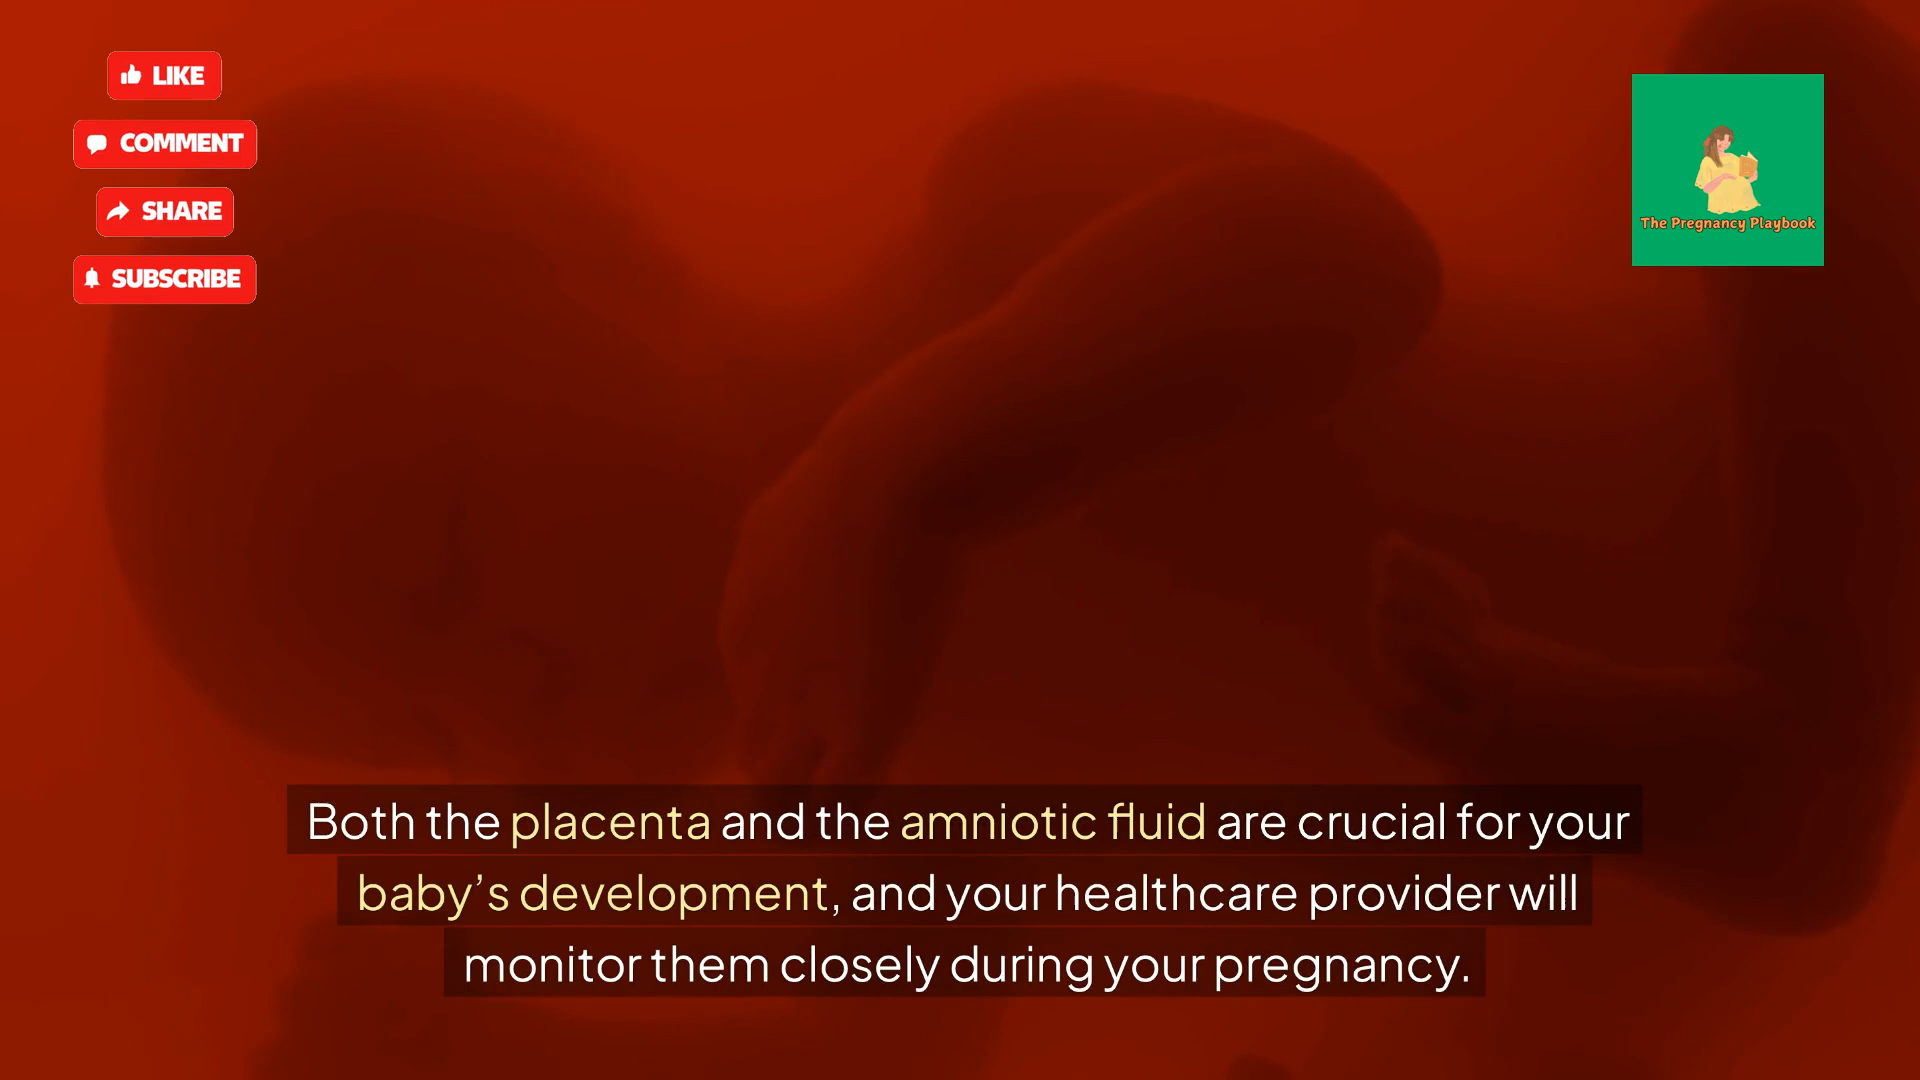 LIKE
COMMENT
SHARE
SUBSCRIBE
The Pregnancy Playbook
Both the placenta and the amniotic fluid are crucial for your
baby’s development, and your healthcare provider will
monitor them closely during your pregnancy.